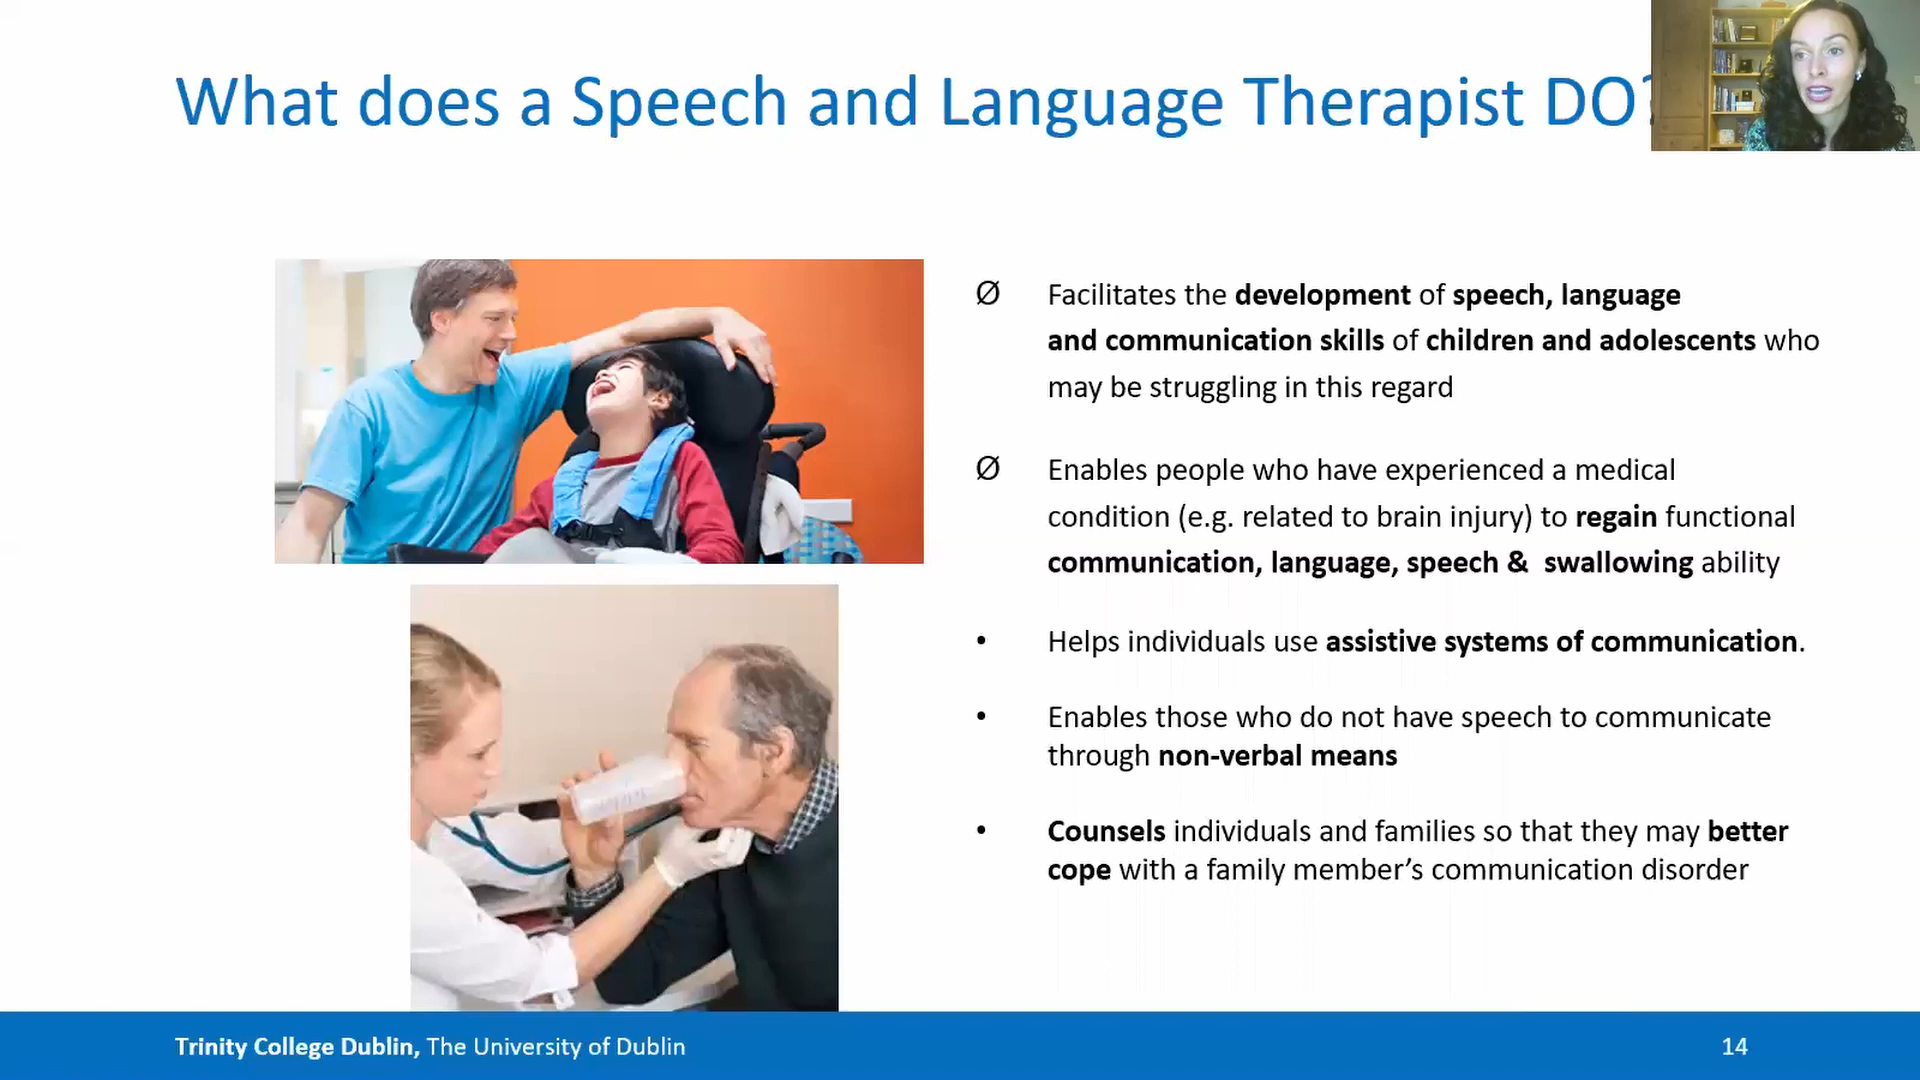 What does a Speech and Language Therapist DO?
Ø Facilitates the development of speech, language
and communication skills of children and adolescents who
may be struggling in this regard
Ø Enables people who have experienced a medical
condition (e.g. related to brain injury) to regain functional
communication, language, speech & swallowing ability
• Helps individuals use assistive systems of communication.
• Enables those who do not have speech to communicate
through non-verbal means
• Counsels individuals and families so that they may better
cope with a family member’s communication disorder
Trinity College Dublin, The University of Dublin
14